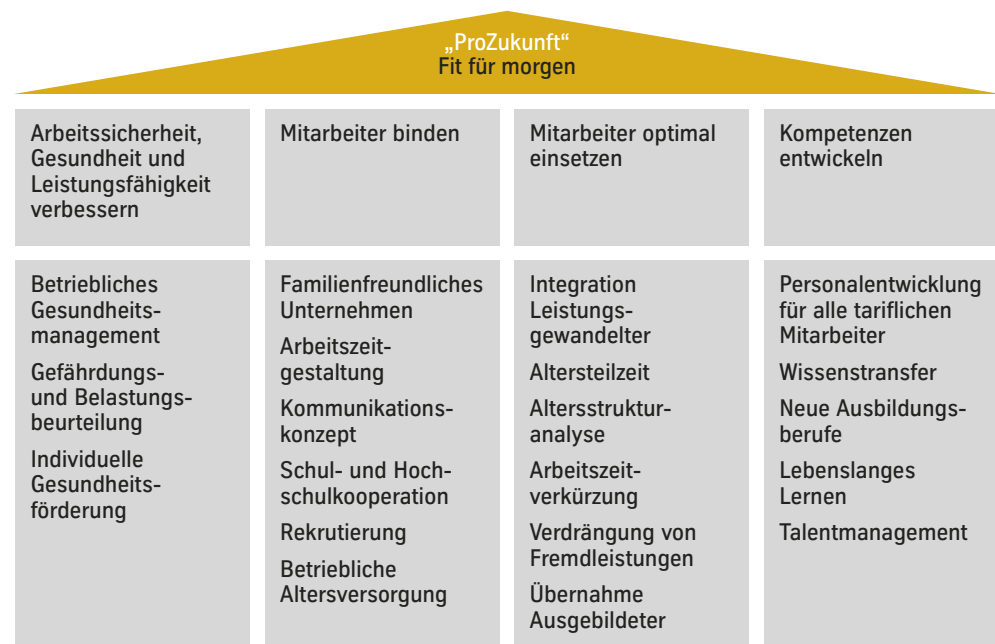 „ProZukunft“
Fit für morgen
Arbeitssicherheit,
Gesundheit und
Leistungsfähigkeit
verbessern
Mitarbeiter binden
Mitarbeiter optimal
einsetzen
Kompetenzen
entwickeln
Betriebliches
Gesundheits-
management
Gefährdungs-
und Belastungs-
beurteilung
Individuelle
Gesundheits-
förderung
Familienfreundliches
Unternehmen
Arbeitszeit-
gestaltung
Kommunikations-
konzept
Schul- und Hoch-
schulkooperation
Rekrutierung
Betriebliche
Altersversorgung
Integration
Leistungs-
gewandelter
Altersteilzeit
Altersstruktur-
analyse
Arbeitszeit-
verkürzung
Verdrängung von
Fremdleistungen
Übernahme
Ausgebildeter
Personalentwicklung
für alle tariflichen
Mitarbeiter
Wissenstransfer
Neue Ausbildungs-
berufe
Lebenslanges
Lernen
Talentmanagement